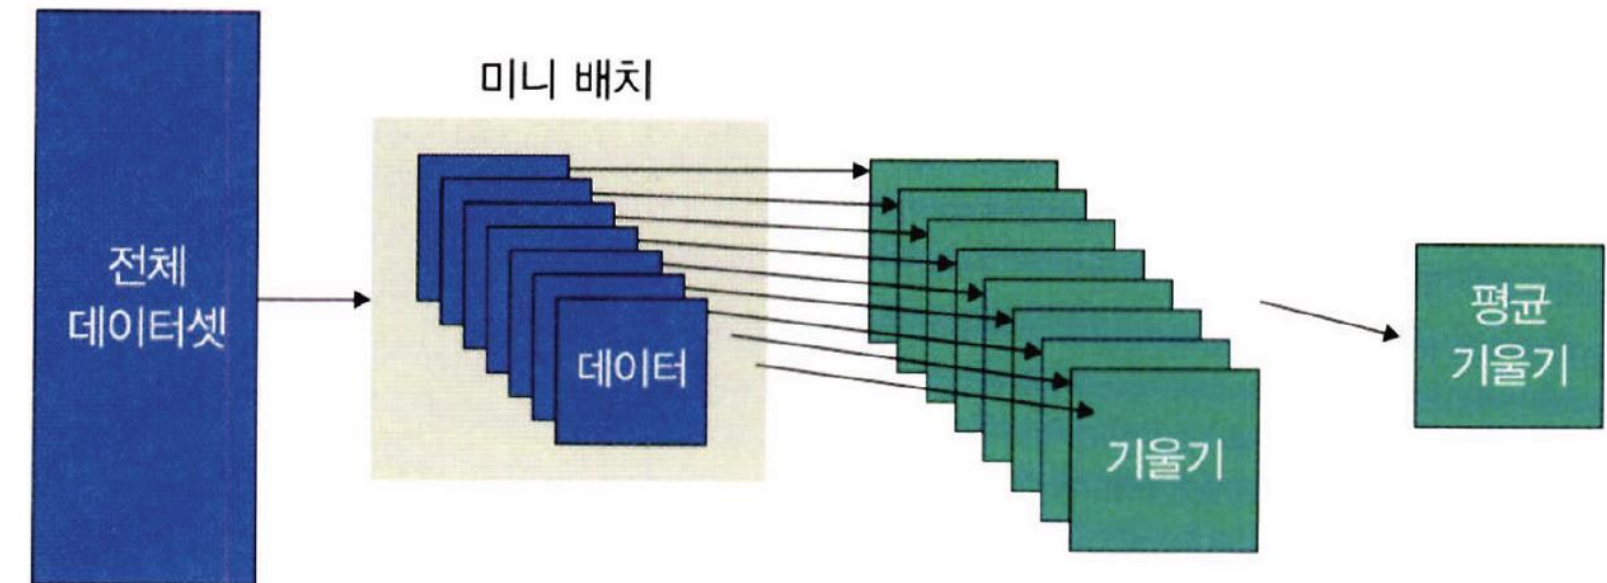 미니 배치
전체
데이터셋
데이터
기울기
평균
기울기